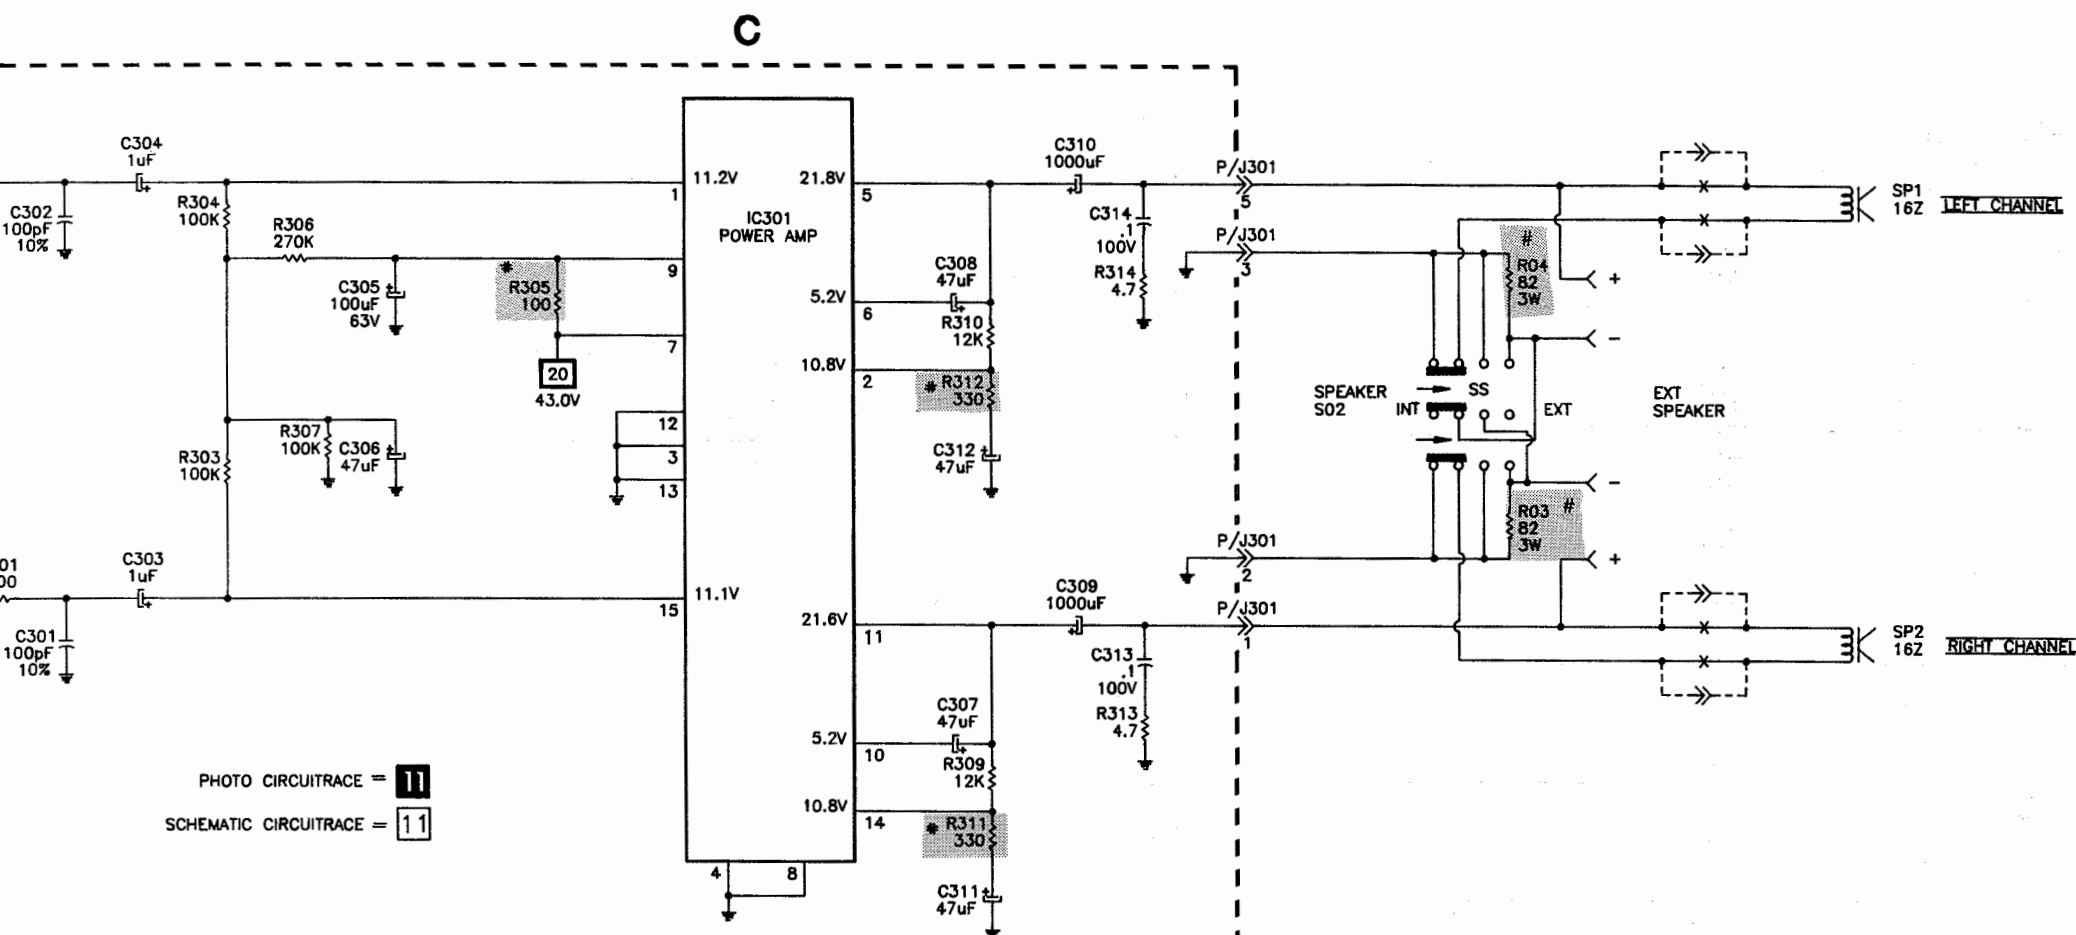 C
C304
1uF
C302
100pF
10%
R304
100K
R306
270K
C305
100uF
63V
*
R305
100
20
43.0V
R307
100K
C306
47uF
R303
100K
01
00
C303
1uF
C301
100pF
10%
PHOTO CIRCUITRACE = 11
SCHEMATIC CIRCUITRACE = 11
IC301
POWER AMP
11.2V
1
9
7
12
3
13
11.1V
15
4
8
21.8V
5
5.2V
6
10.8V
2
21.6V
11
5.2V
10
10.8V
14
C308
47uF
R310
12K
* R312
330
C312
47uF
C310
1000uF
C314
.1
100V
R314
4.7
P/J301
5
P/J301
3
C307
47uF
R309
12K
* R311
330
C311
47uF
C309
1000uF
C313
.1
100V
R313
4.7
P/J301
2
P/J301
1
#
R04
82
3W
+
−
SPEAKER
S02
INT
SS
EXT
EXT
SPEAKER
−
R03 #
82
3W
+
SP1
16Z
LEFT CHANNEL
SP2
16Z
RIGHT CHANNEL